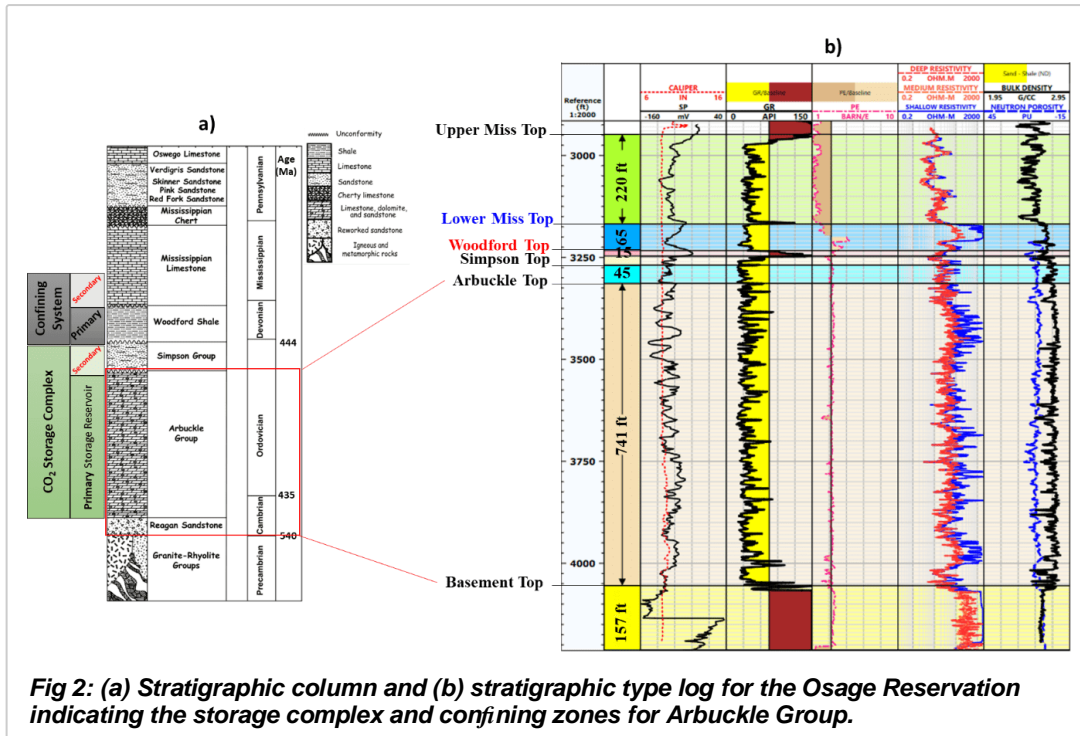 a)
Confining System
Secondary
Primary
CO2 Storage Complex
Secondary
Primary Storage Reservoir
Oswego Limestone
Verdigris Sandstone
Skinner Sandstone
Pink Sandstone
Red Fork Sandstone
Mississippian Chert
Mississippian Limestone
Woodford Shale
Simpson Group
Arbuckle Group
Reagan Sandstone
Granite-Rhyolite Groups
Pennsylvanian
Mississippian
Devonian
Ordovician
Cambrian
Precambrian
Age (Ma)
444
435
540
Unconformity
Shale
Limestone
Sandstone
Cherty limestone
Limestone, dolomite, and sandstone
Reworked sandstone
Igneous and metamorphic rocks
b)
Reference (ft)
1:2000
CALIPER
6 IN 16
SP
-160 mV 40
GR/Baseline
GR
0 API 150
PE/Baseline
PE
1 BARN/E 10
DEEP RESISTIVITY
0.2 OHM.M 2000
MEDIUM RESISTIVITY
0.2 OHM-M 2000
SHALLOW RESISTIVITY
0.2 OHM-M 2000
Sand - Shale (ND)
BULK DENSITY
1.95 G/CC 2.95
NEUTRON POROSITY
45 PU -15
Upper Miss Top
Lower Miss Top
Woodford Top
Simpson Top
Arbuckle Top
Basement Top
3000
3250
3500
3750
4000
220 ft
65
15
45
741 ft
157 ft
Fig 2: (a) Stratigraphic column and (b) stratigraphic type log for the Osage Reservation
indicating the storage complex and confining zones for Arbuckle Group.